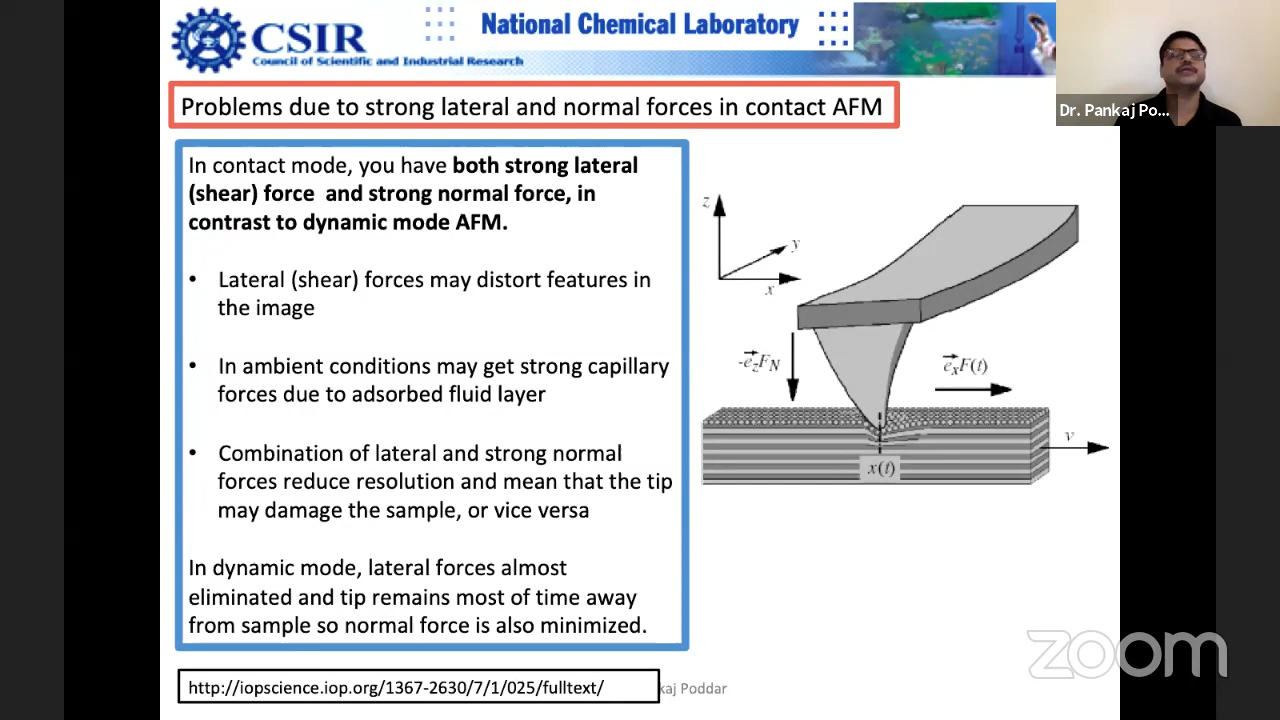 CSIR
Council of Scientific and Industrial Research
National Chemical Laboratory
Dr. Pankaj Po...
Problems due to strong lateral and normal forces in contact AFM
In contact mode, you have both strong lateral
(shear) force and strong normal force, in
contrast to dynamic mode AFM.
• Lateral (shear) forces may distort features in
the image
• In ambient conditions may get strong capillary
forces due to adsorbed fluid layer
• Combination of lateral and strong normal
forces reduce resolution and mean that the tip
may damage the sample, or vice versa
In dynamic mode, lateral forces almost
eliminated and tip remains most of time away
from sample so normal force is also minimized.
z
y
x
-e⃗zFN
e⃗xF(t)
v
x(t)
http://iopscience.iop.org/1367-2630/7/1/025/fulltext/
kaj Poddar
zoom